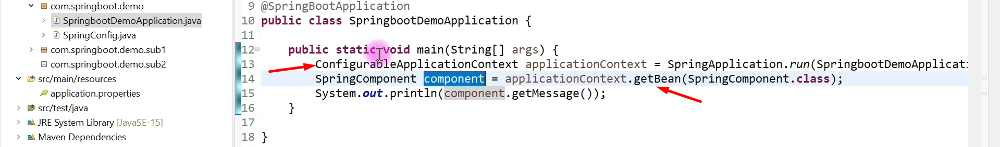 com.springboot.demo
SpringbootDemoApplication.java
SpringConfig.java
com.springboot.demo.sub1
com.springboot.demo.sub2
src/main/resources
application.properties
src/test/java
JRE System Library [JavaSE-15]
Maven Dependencies
9 @SpringBootApplication
10 public class SpringbootDemoApplication {
11
12 public static void main(String[] args) {
13 ConfigurableApplicationContext applicationContext = SpringApplication.run(SpringbootDemoApplicati
14 SpringComponent component = applicationContext.getBean(SpringComponent.class);
15 System.out.println(component.getMessage());
16 }
17
18 }